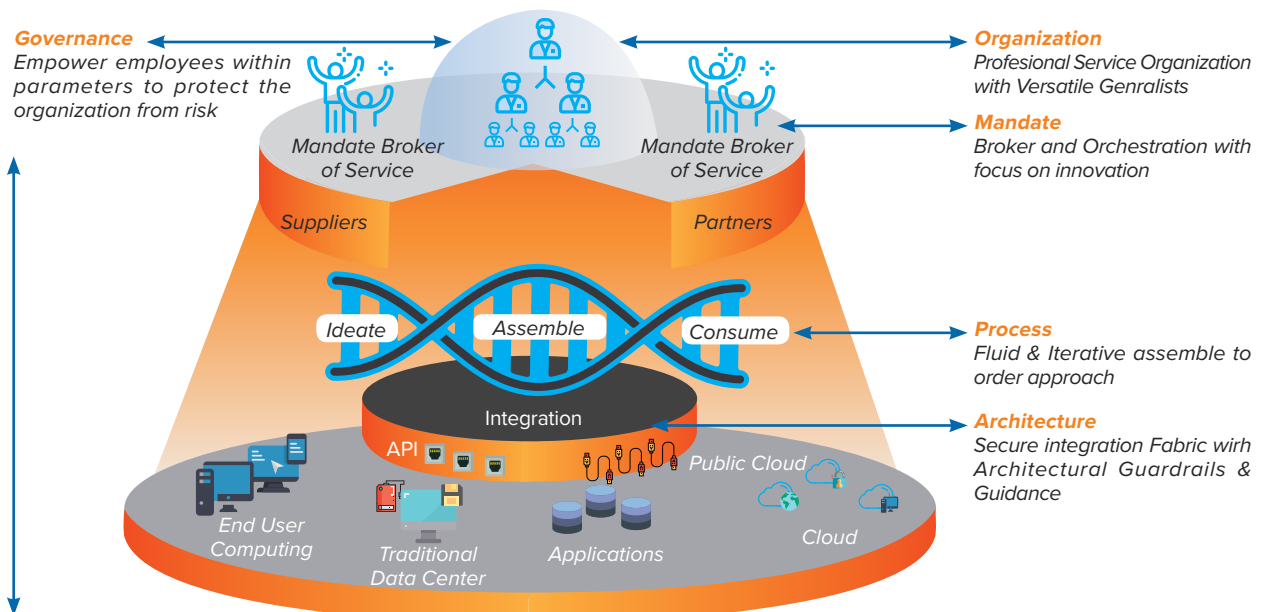 Governance
Empower employees within
parameters to protect the
organization from risk
Organization
Profesional Service Organization
with Versatile Genralists
Mandate
Broker and Orchestration with
focus on innovation
Mandate Broker
of Service
Mandate Broker
of Service
Suppliers
Partners
Ideate
Assemble
Consume
Process
Fluid & Iterative assemble to
order approach
Integration
Architecture
Secure integration Fabric wirh
Architectural Guardrails &
Guidance
API
Public Cloud
End User
Computing
Traditional
Data Center
Applications
Cloud